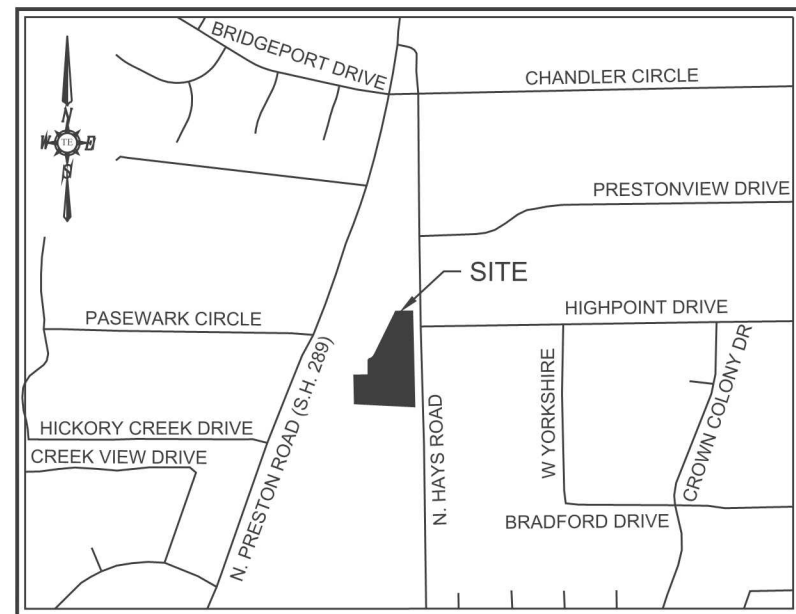 BRIDGEPORT DRIVE
CHANDLER CIRCLE
N
W
TE
E
S
PRESTONVIEW DRIVE
SITE
HIGHPOINT DRIVE
PASEWARK CIRCLE
N. PRESTON ROAD (S.H. 289)
N. HAYS ROAD
W YORKSHIRE
CROWN COLONY DR
HICKORY CREEK DRIVE
CREEK VIEW DRIVE
BRADFORD DRIVE